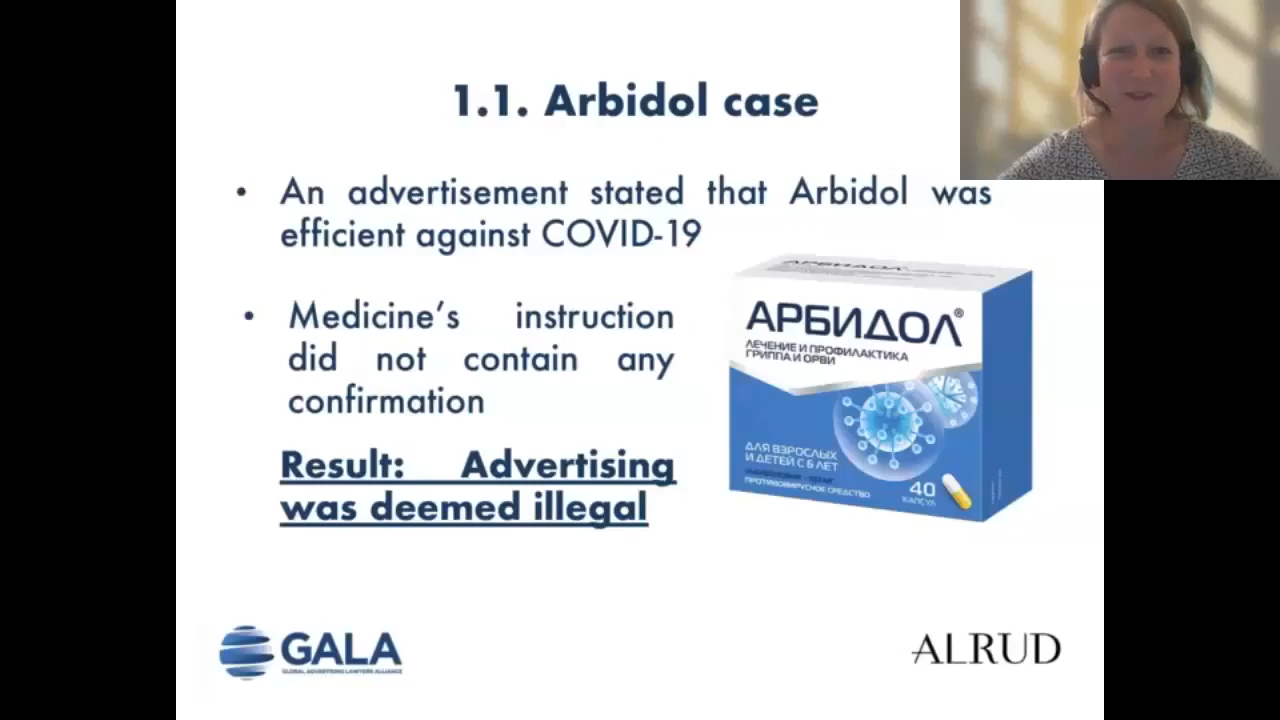 1.1. Arbidol case
• An advertisement stated that Arbidol was
efficient against COVID-19
• Medicine's instruction
did not contain any
confirmation
Result: Advertising
was deemed illegal
АРБИДОЛ
АРБИДОЛ®
ЛЕЧЕНИЕ И ПРОФИЛАКТИКА
ГРИППА И ОРВИ
ДЛЯ ВЗРОСЛЫХ
И ДЕТЕЙ С 6 ЛЕТ
ПРОТИВОВИРУСНОЕ СРЕДСТВО
40
КАПСУЛ
GALA
GLOBAL ADVERTISING LAWYERS ALLIANCE
ALRUD